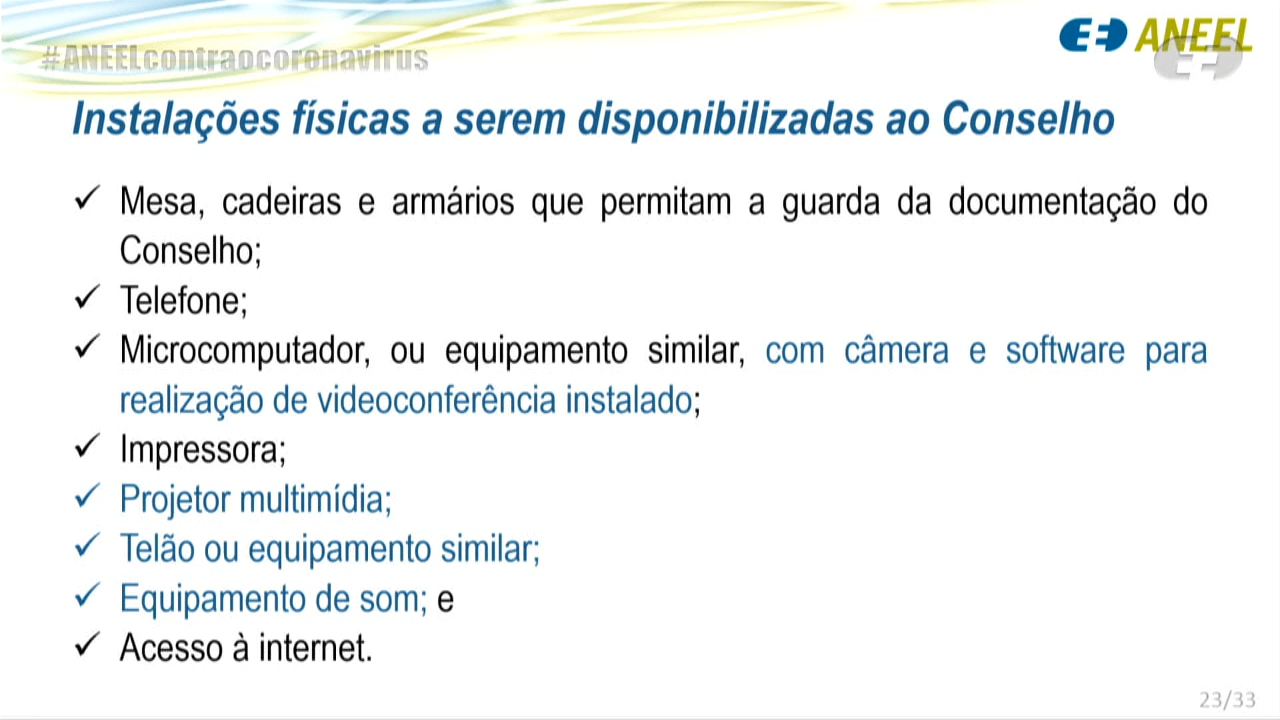 #ANEELcontraocoronavirus
ANEEL
Instalações físicas a serem disponibilizadas ao Conselho
✓ Mesa, cadeiras e armários que permitam a guarda da documentação do
Conselho;
✓ Telefone;
✓ Microcomputador, ou equipamento similar, com câmera e software para
realização de videoconferência instalado;
✓ Impressora;
✓ Projetor multimídia;
✓ Telão ou equipamento similar;
✓ Equipamento de som; e
✓ Acesso à internet.
23/33